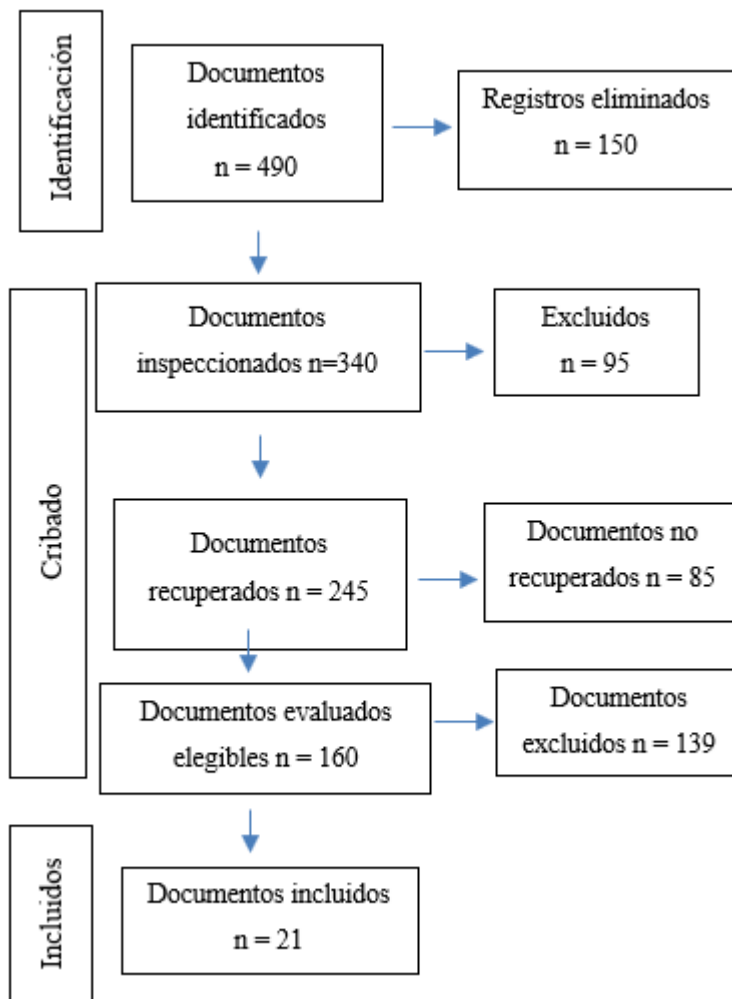 Identificación
Documentos
identificados
n = 490
Registros eliminados
n = 150
Cribado
Documentos
inspeccionados n=340
Excluidos
n = 95
Documentos
recuperados n = 245
Documentos no
recuperados n = 85
Documentos evaluados
elegibles n = 160
Documentos
excluidos n = 139
Incluidos
Documentos incluidos
n = 21